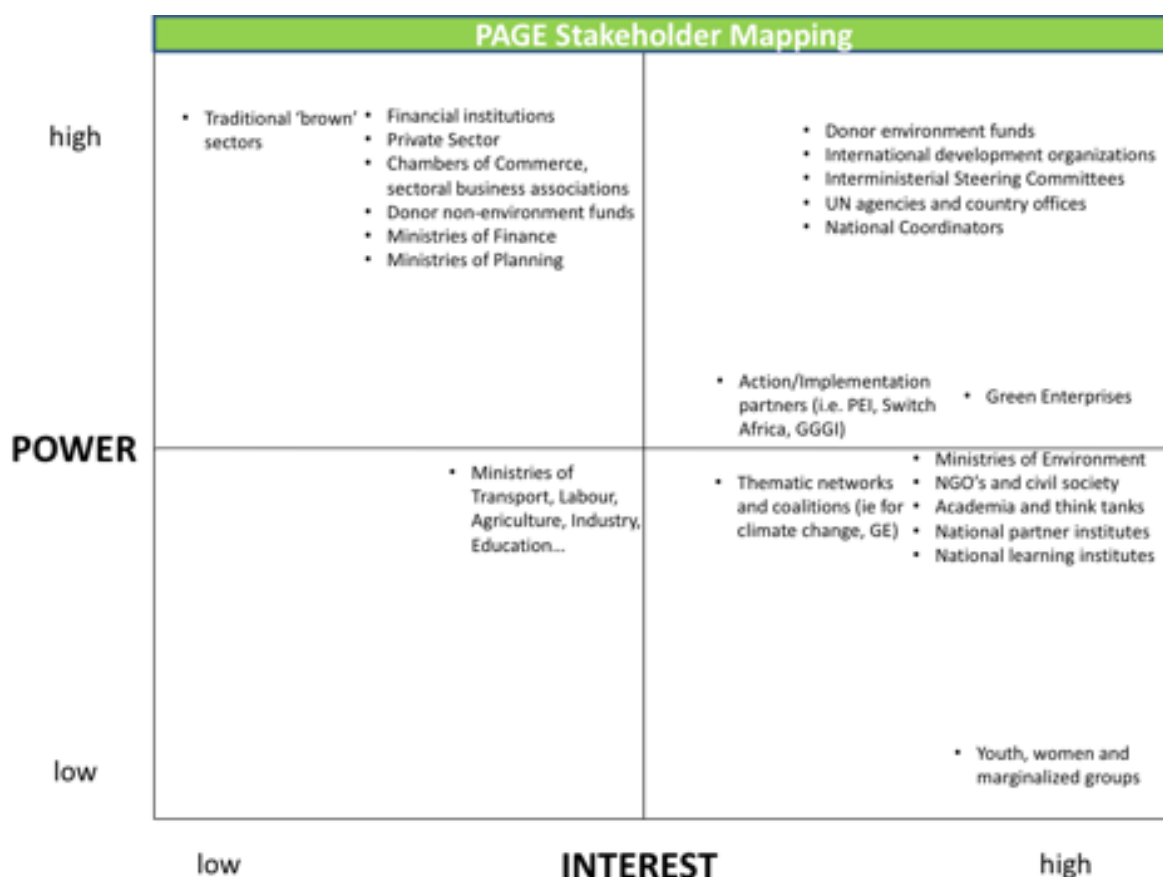 PAGE Stakeholder Mapping
high
• Traditional ‘brown’
sectors
• Financial institutions
• Private Sector
• Chambers of Commerce,
sectoral business associations
• Donor non-environment funds
• Ministries of Finance
• Ministries of Planning
• Donor environment funds
• International development organizations
• Interministerial Steering Committees
• UN agencies and country offices
• National Coordinators
• Action/Implementation
partners (i.e. PEI, Switch
Africa, GGGI)
• Green Enterprises
POWER
• Ministries of
Transport, Labour,
Agriculture, Industry,
Education...
• Thematic networks
and coalitions (ie for
climate change, GE)
• Ministries of Environment
• NGO's and civil society
• Academia and think tanks
• National partner institutes
• National learning institutes
low
• Youth, women and
marginalized groups
low
INTEREST
high